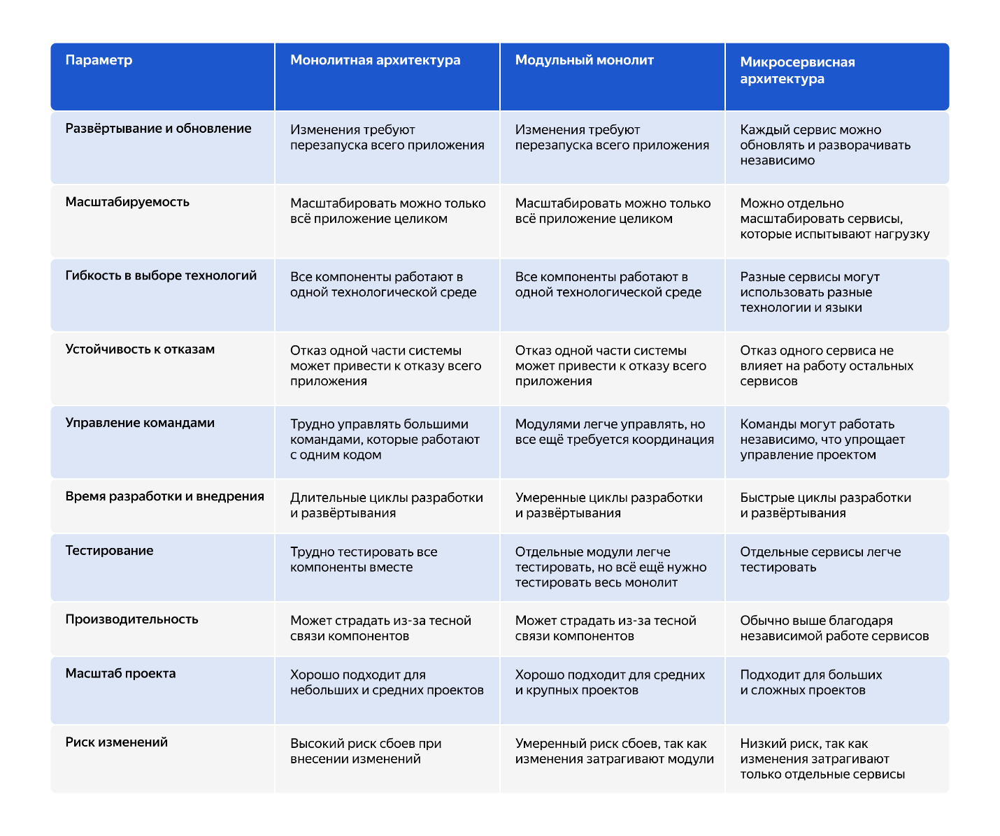 Параметр
Монолитная архитектура
Модульный монолит
Микросервисная
архитектура
Развёртывание и обновление
Изменения требуют
перезапуска всего приложения
Изменения требуют
перезапуска всего приложения
Каждый сервис можно
обновлять и разворачивать
независимо
Масштабируемость
Масштабировать можно только
всё приложение целиком
Масштабировать можно только
всё приложение целиком
Можно отдельно
масштабировать сервисы,
которые испытывают нагрузку
Гибкость в выборе технологий
Все компоненты работают в
одной технологической среде
Все компоненты работают в
одной технологической среде
Разные сервисы могут
использовать разные
технологии и языки
Устойчивость к отказам
Отказ одной части системы
может привести к отказу всего
приложения
Отказ одной части системы
может привести к отказу всего
приложения
Отказ одного сервиса не
влияет на работу остальных
сервисов
Управление командами
Трудно управлять большими
командами, которые работают
с одним кодом
Модулями легче управлять, но
все ещё требуется координация
Команды могут работать
независимо, что упрощает
управление проектом
Время разработки и внедрения
Длительные циклы разработки
и развёртывания
Умеренные циклы разработки
и развёртывания
Быстрые циклы разработки
и развёртывания
Тестирование
Трудно тестировать все
компоненты вместе
Отдельные модули легче
тестировать, но всё ещё нужно
тестировать весь монолит
Отдельные сервисы легче
тестировать
Производительность
Может страдать из-за тесной
связи компонентов
Может страдать из-за тесной
связи компонентов
Обычно выше благодаря
независимой работе сервисов
Масштаб проекта
Хорошо подходит для
небольших и средних проектов
Хорошо подходит для средних
и крупных проектов
Подходит для больших
и сложных проектов
Риск изменений
Высокий риск сбоев при
внесении изменений
Умеренный риск сбоев, так как
изменения затрагивают модули
Низкий риск, так как
изменения затрагивают
только отдельные сервисы